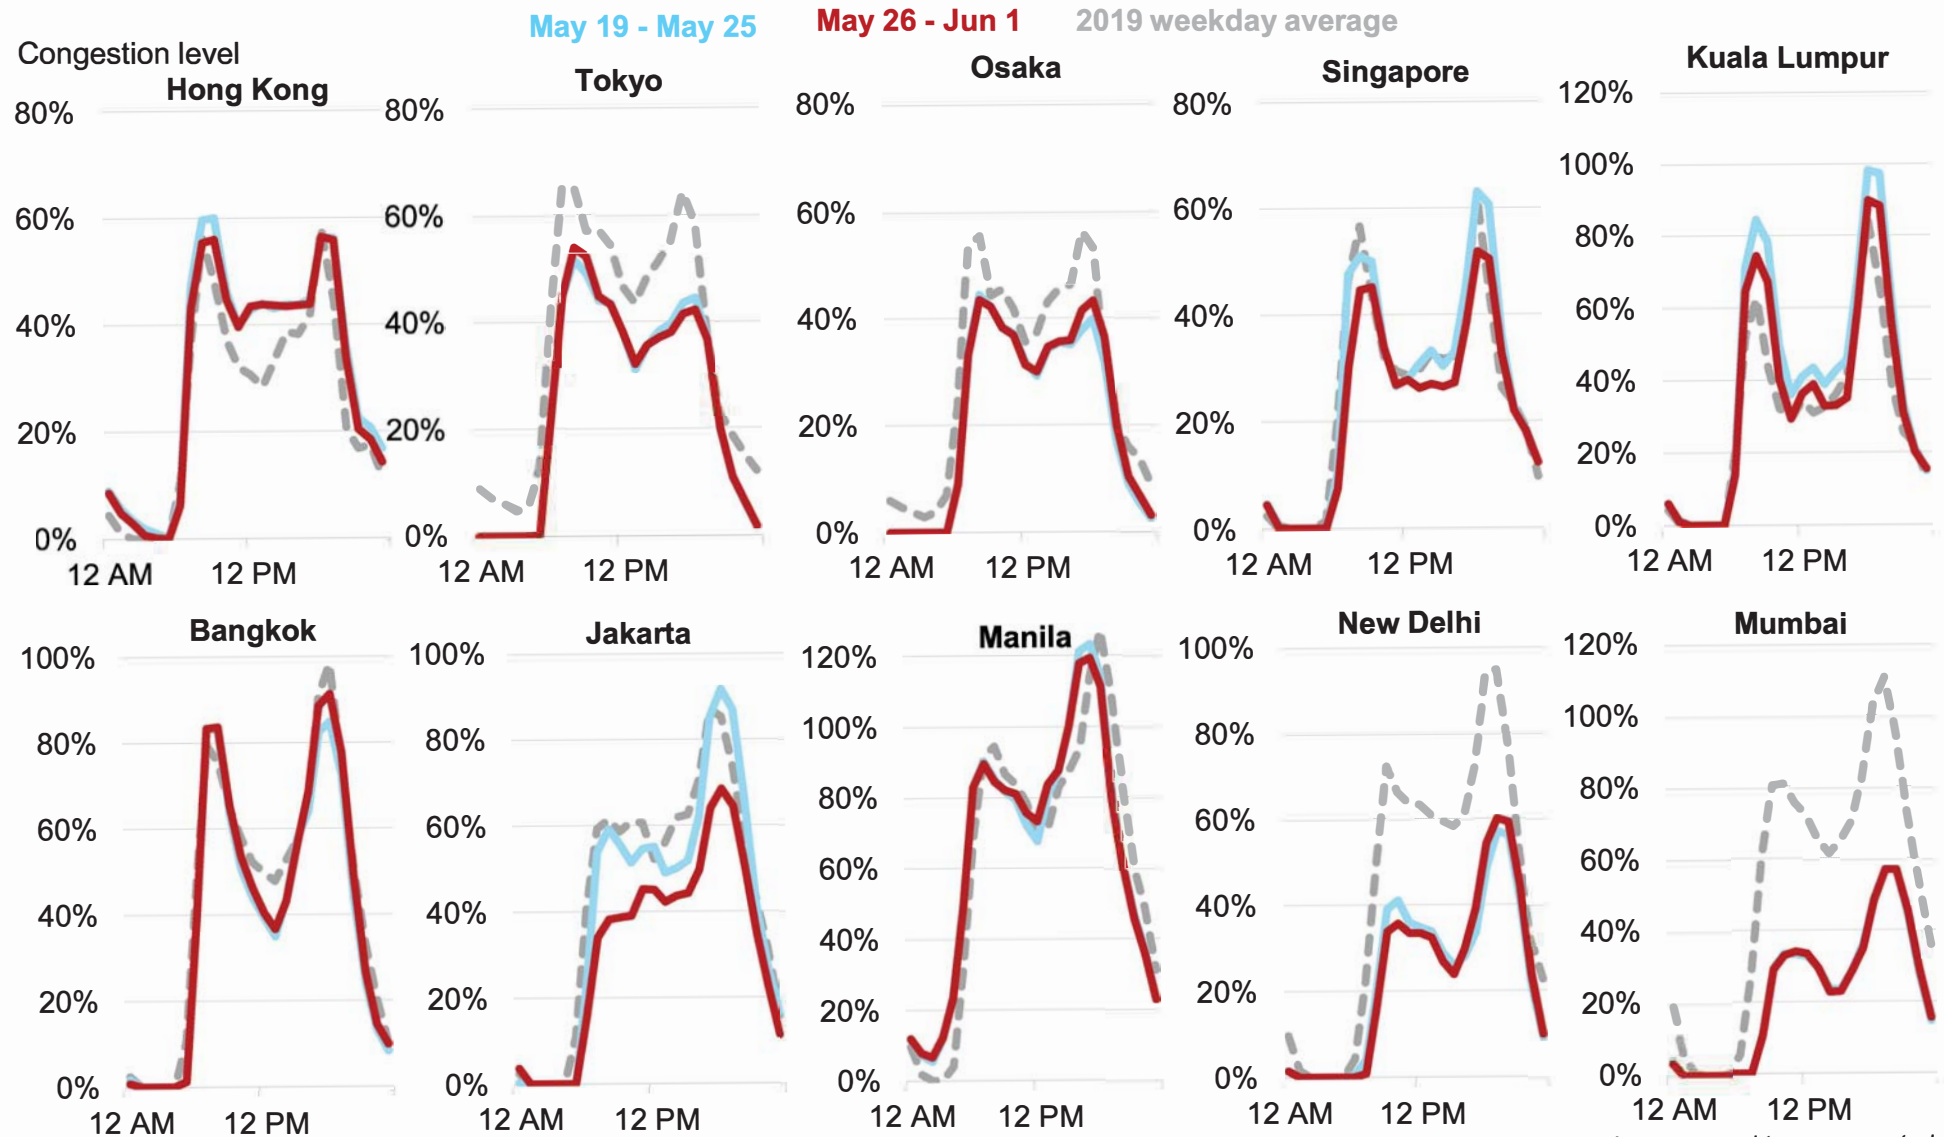 May 19 - May 25 May 26 - Jun 1 2019 weekday average
Congestion level
Hong Kong
80%
60%
40%
20%
0%
12 AM 12 PM
Tokyo
80%
60%
40%
20%
0%
12 AM 12 PM
Osaka
80%
60%
40%
20%
0%
12 AM 12 PM
Singapore
80%
60%
40%
20%
0%
12 AM 12 PM
Kuala Lumpur
120%
100%
80%
60%
40%
20%
0%
12 AM 12 PM
Bangkok
100%
80%
60%
40%
20%
0%
12 AM 12 PM
Jakarta
100%
80%
60%
40%
20%
0%
12 AM 12 PM
Manila
120%
100%
80%
60%
40%
20%
0%
12 AM 12 PM
New Delhi
100%
80%
60%
40%
20%
0%
12 AM 12 PM
Mumbai
120%
100%
80%
60%
40%
20%
0%
12 AM 12 PM